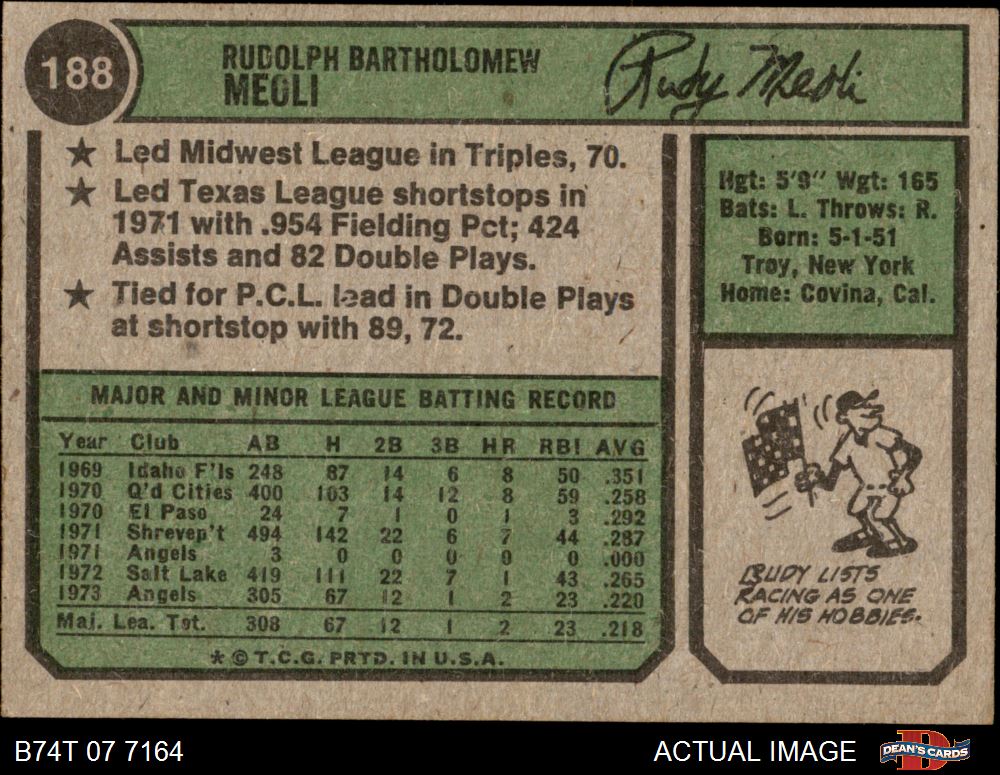 188
RUDOLPH BARTHOLOMEW
MEOLI
Rudy Meoli
★ Led Midwest League in Triples, 70.
★ Led Texas League shortstops in
1971 with .954 Fielding Pct; 424
Assists and 82 Double Plays.
★ Tied for P.C.L. lead in Double Plays
at shortstop with 89, 72.
Hgt: 5'9" Wgt: 165
Bats: L. Throws: R.
Born: 5-1-51
Troy, New York
Home: Covina, Cal.
MAJOR AND MINOR LEAGUE BATTING RECORD
Year Club AB H 2B 3B HR RBI AVG
1969 Idaho F'ls 248 87 14 6 8 50 .351
1970 Q'd Cities 400 103 14 12 8 59 .258
1970 El Paso 24 7 1 0 1 3 .292
1971 Shrevep't 494 142 22 6 7 44 .287
1971 Angels 3 0 0 0 0 0 .000
1972 Salt Lake 419 111 22 7 1 43 .265
1973 Angels 305 67 12 1 2 23 .220
Maj. Lea. Tot. 308 67 12 1 2 23 .218
* © T.C.G. PRTD. IN U.S.A.
RUDY LISTS
RACING AS ONE
OF HIS HOBBIES.
B74T 07 7164
ACTUAL IMAGE
DEAN'S CARDS